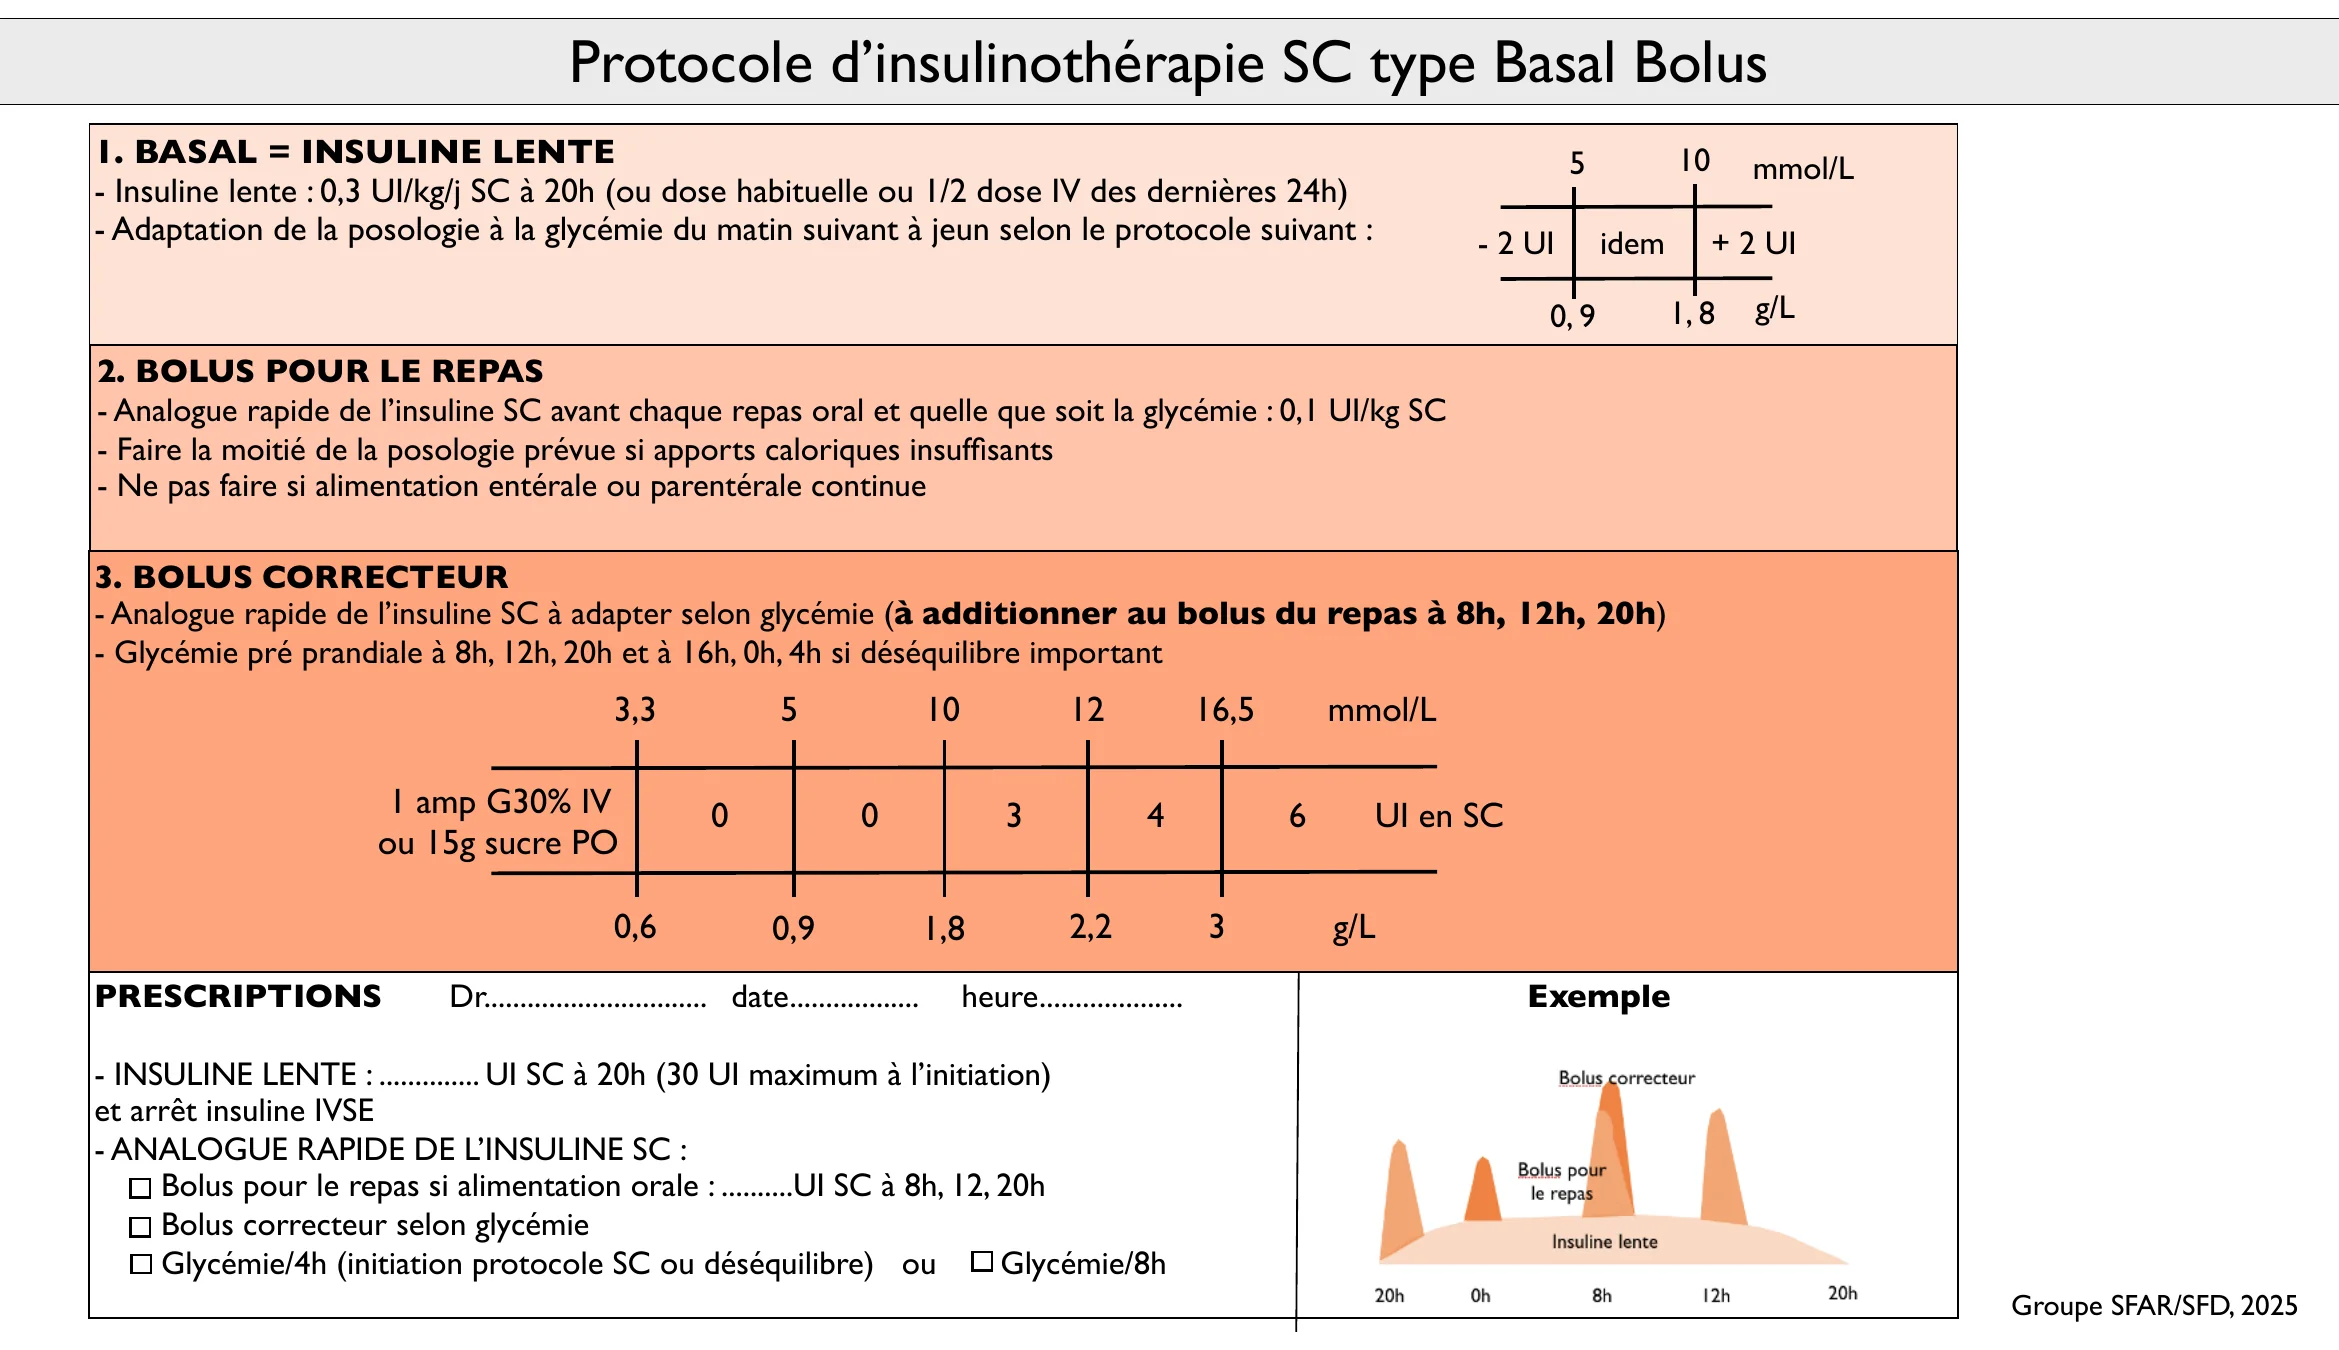 Protocole d’insulinothérapie SC type Basal Bolus
1. BASAL = INSULINE LENTE
- Insuline lente : 0,3 UI/kg/j SC à 20h (ou dose habituelle ou 1/2 dose IV des dernières 24h)
- Adaptation de la posologie à la glycémie du matin suivant à jeun selon le protocole suivant :
5 10 mmol/L
- 2 UI idem + 2 UI
0, 9 1, 8 g/L
2. BOLUS POUR LE REPAS
- Analogue rapide de l’insuline SC avant chaque repas oral et quelle que soit la glycémie : 0,1 UI/kg SC
- Faire la moitié de la posologie prévue si apports caloriques insuffisants
- Ne pas faire si alimentation entérale ou parentérale continue
3. BOLUS CORRECTEUR
- Analogue rapide de l’insuline SC à adapter selon glycémie (à additionner au bolus du repas à 8h, 12h, 20h)
- Glycémie pré prandiale à 8h, 12h, 20h et à 16h, 0h, 4h si déséquilibre important
3,3 5 10 12 16,5 mmol/L
1 amp G30% IV
ou 15g sucre PO
0 0 3 4 6 UI en SC
0,6 0,9 1,8 2,2 3 g/L
PRESCRIPTIONS Dr............................... date.................. heure....................
- INSULINE LENTE : .............. UI SC à 20h (30 UI maximum à l’initiation)
et arrêt insuline IVSE
- ANALOGUE RAPIDE DE L’INSULINE SC :
Bolus pour le repas si alimentation orale : ..........UI SC à 8h, 12, 20h
Bolus correcteur selon glycémie
Glycémie/4h (initiation protocole SC ou déséquilibre) ou Glycémie/8h
Exemple
Bolus correcteur
Bolus pour
le repas
Insuline lente
20h 0h 8h 12h 20h
Groupe SFAR/SFD, 2025